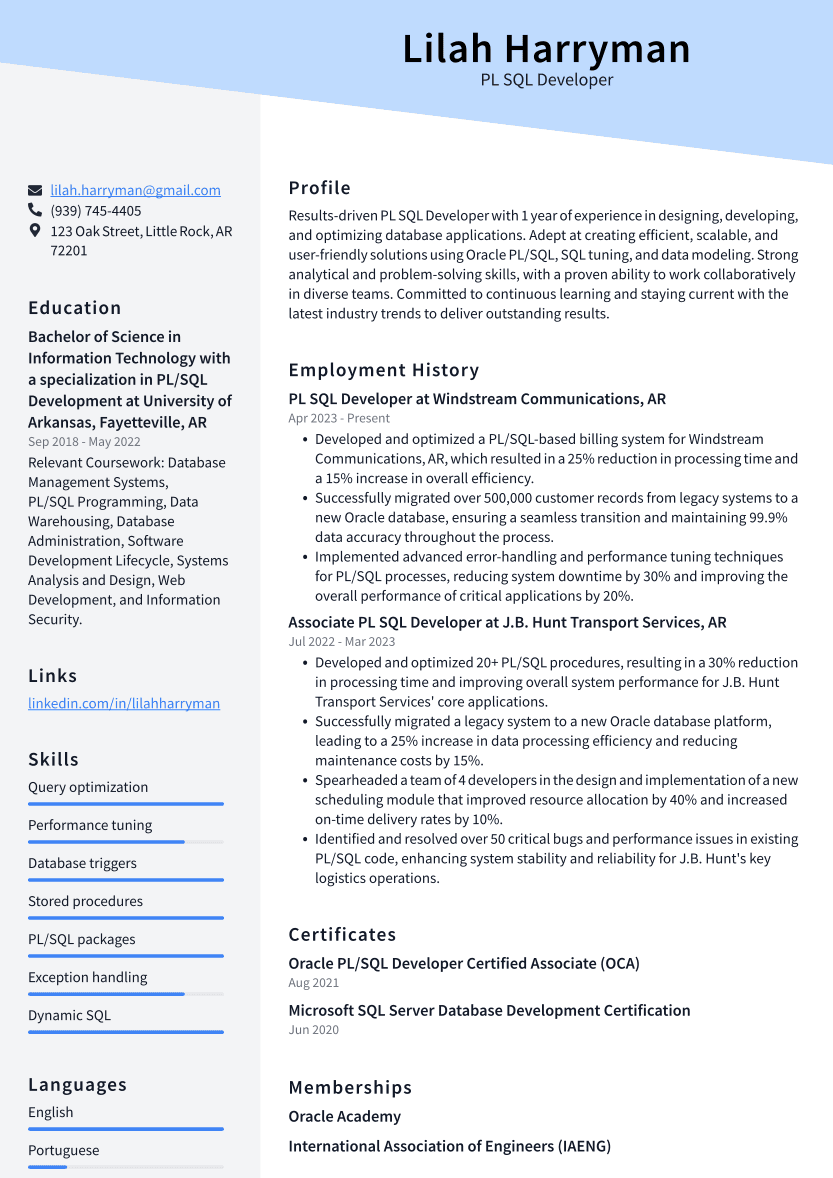 Lilah Harryman
PL SQL Developer
lilah.harryman@gmail.com
(939) 745-4405
123 Oak Street, Little Rock, AR
72201
Education
Bachelor of Science in
Information Technology with
a specialization in PL/SQL
Development at University of
Arkansas, Fayetteville, AR
Sep 2018 - May 2022
Relevant Coursework: Database
Management Systems,
PL/SQL Programming, Data
Warehousing, Database
Administration, Software
Development Lifecycle, Systems
Analysis and Design, Web
Development, and Information
Security.
Links
linkedin.com/in/lilahharryman
Skills
Query optimization
Performance tuning
Database triggers
Stored procedures
PL/SQL packages
Exception handling
Dynamic SQL
Languages
English
Portuguese
Profile
Results-driven PL SQL Developer with 1 year of experience in designing, developing,
and optimizing database applications. Adept at creating efficient, scalable, and
user-friendly solutions using Oracle PL/SQL, SQL tuning, and data modeling. Strong
analytical and problem-solving skills, with a proven ability to work collaboratively
in diverse teams. Committed to continuous learning and staying current with the
latest industry trends to deliver outstanding results.
Employment History
PL SQL Developer at Windstream Communications, AR
Apr 2023 - Present
• Developed and optimized a PL/SQL-based billing system for Windstream
Communications, AR, which resulted in a 25% reduction in processing time and
a 15% increase in overall efficiency.
• Successfully migrated over 500,000 customer records from legacy systems to a
new Oracle database, ensuring a seamless transition and maintaining 99.9%
data accuracy throughout the process.
• Implemented advanced error-handling and performance tuning techniques
for PL/SQL processes, reducing system downtime by 30% and improving the
overall performance of critical applications by 20%.
Associate PL SQL Developer at J.B. Hunt Transport Services, AR
Jul 2022 - Mar 2023
• Developed and optimized 20+ PL/SQL procedures, resulting in a 30% reduction
in processing time and improving overall system performance for J.B. Hunt
Transport Services' core applications.
• Successfully migrated a legacy system to a new Oracle database platform,
leading to a 25% increase in data processing efficiency and reducing
maintenance costs by 15%.
• Spearheaded a team of 4 developers in the design and implementation of a new
scheduling module that improved resource allocation by 40% and increased
on-time delivery rates by 10%.
• Identified and resolved over 50 critical bugs and performance issues in existing
PL/SQL code, enhancing system stability and reliability for J.B. Hunt's key
logistics operations.
Certificates
Oracle PL/SQL Developer Certified Associate (OCA)
Aug 2021
Microsoft SQL Server Database Development Certification
Jun 2020
Memberships
Oracle Academy
International Association of Engineers (IAENG)